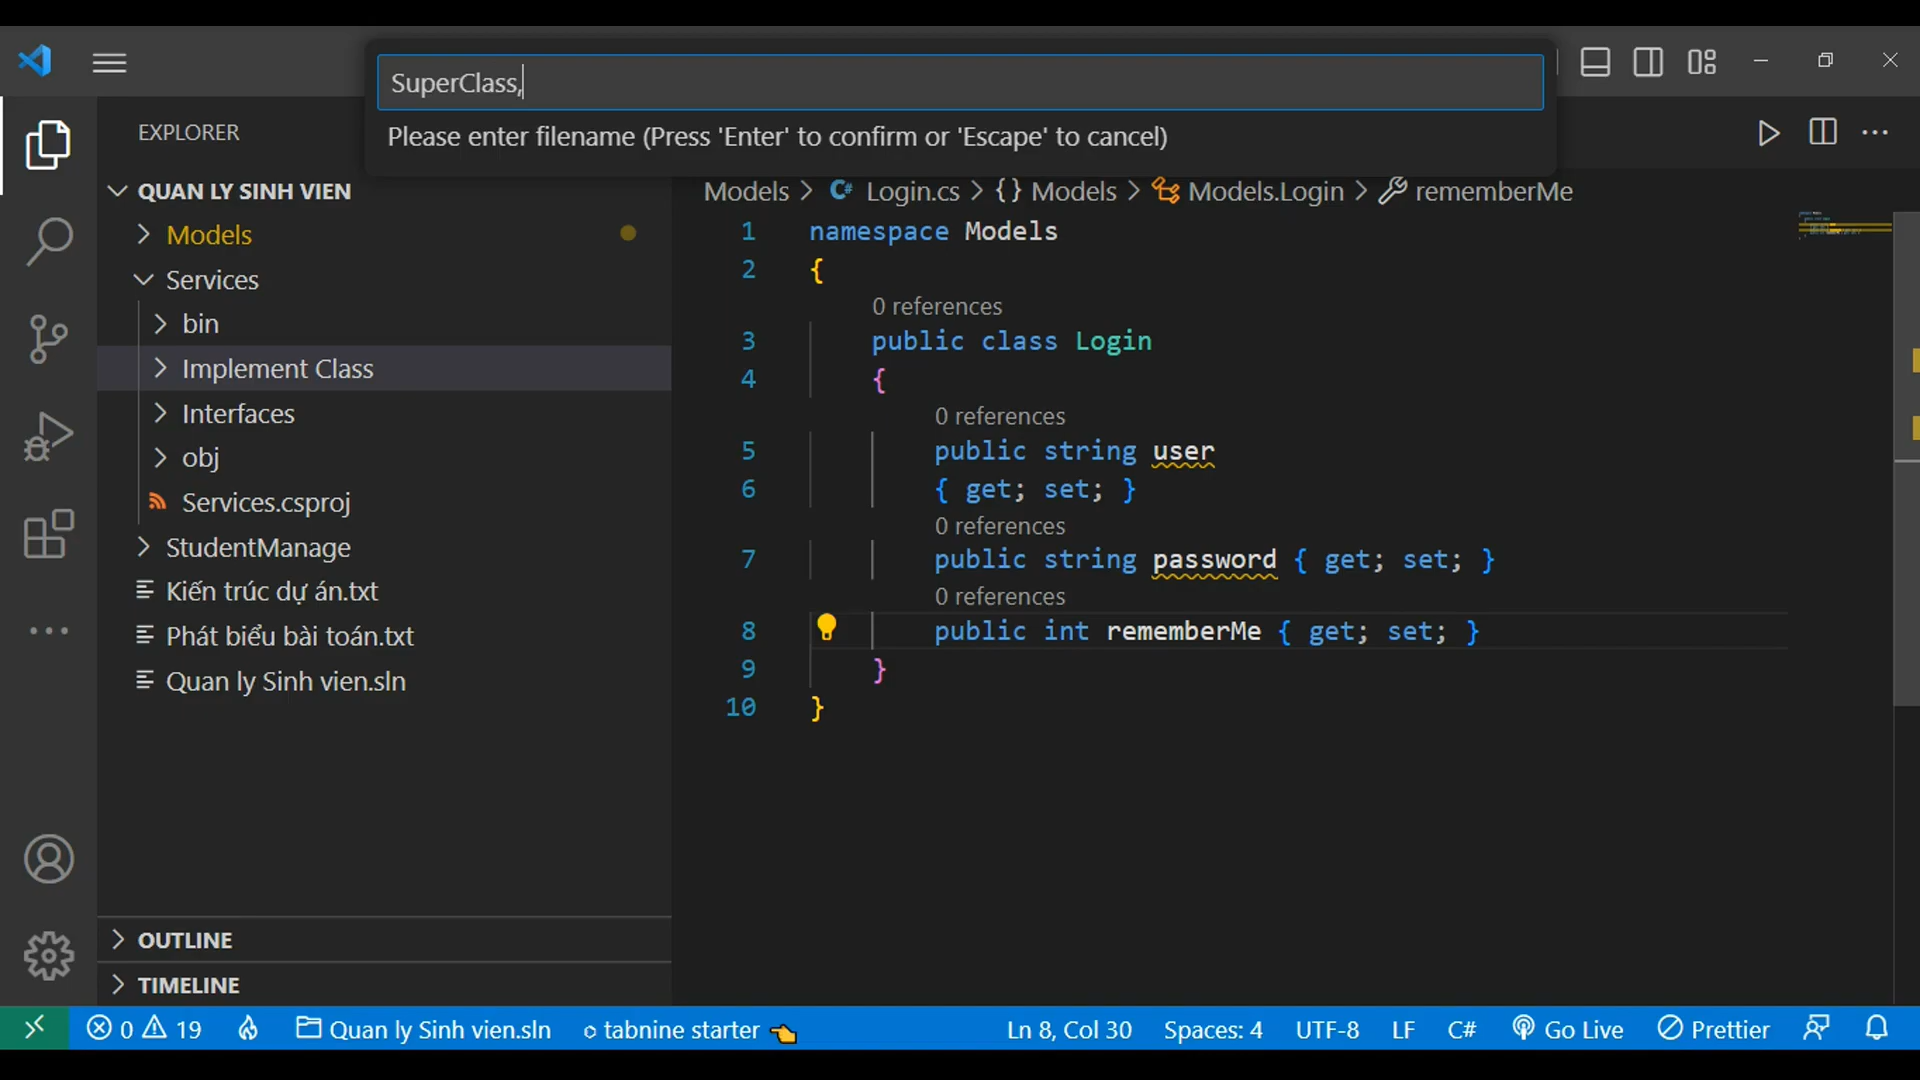 SuperClass,
Please enter filename (Press 'Enter' to confirm or 'Escape' to cancel)
EXPLORER
QUAN LY SINH VIEN
Models
Services
bin
Implement Class
Interfaces
obj
Services.csproj
StudentManage
Kiến trúc dự án.txt
Phát biểu bài toán.txt
Quan ly Sinh vien.sln
OUTLINE
TIMELINE
Models > Login.cs > {} Models > Models.Login > rememberMe
1 namespace Models
2 {
0 references
3 public class Login
4 {
0 references
5 public string user
6 { get; set; }
0 references
7 public string password { get; set; }
0 references
8 public int rememberMe { get; set; }
9 }
10 }
0 19 Quan ly Sinh vien.sln tabnine starter Ln 8, Col 30 Spaces: 4 UTF-8 LF C# Go Live Prettier